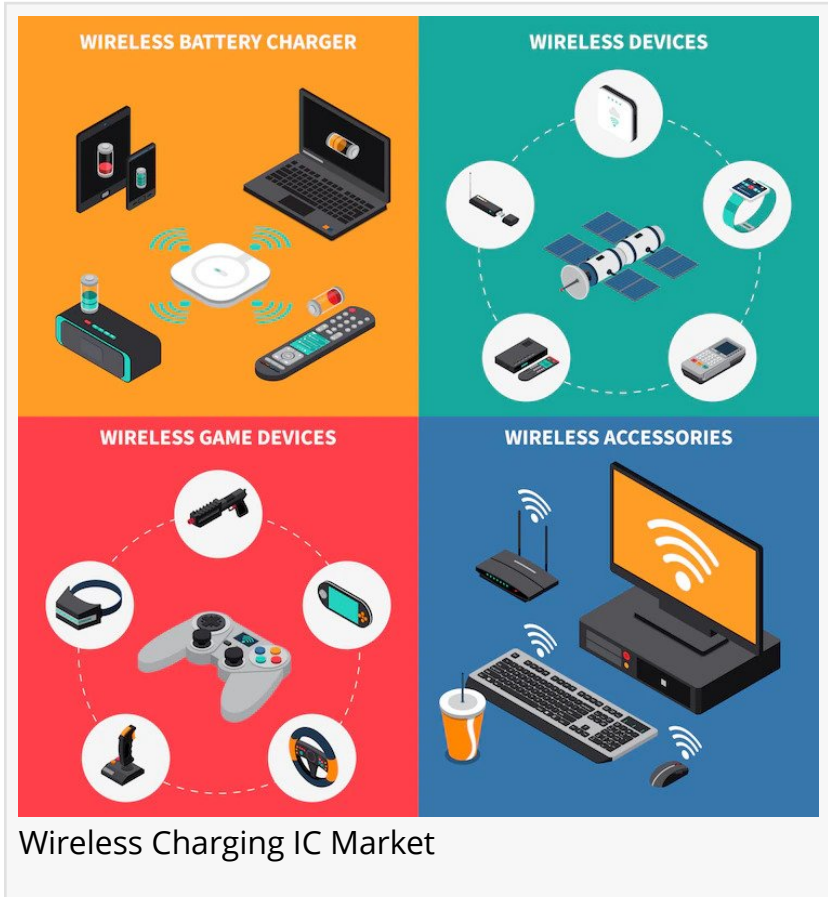 WIRELESS BATTERY CHARGER
WIRELESS DEVICES
WIRELESS GAME DEVICES
WIRELESS ACCESSORIES
Wireless Charging IC Market